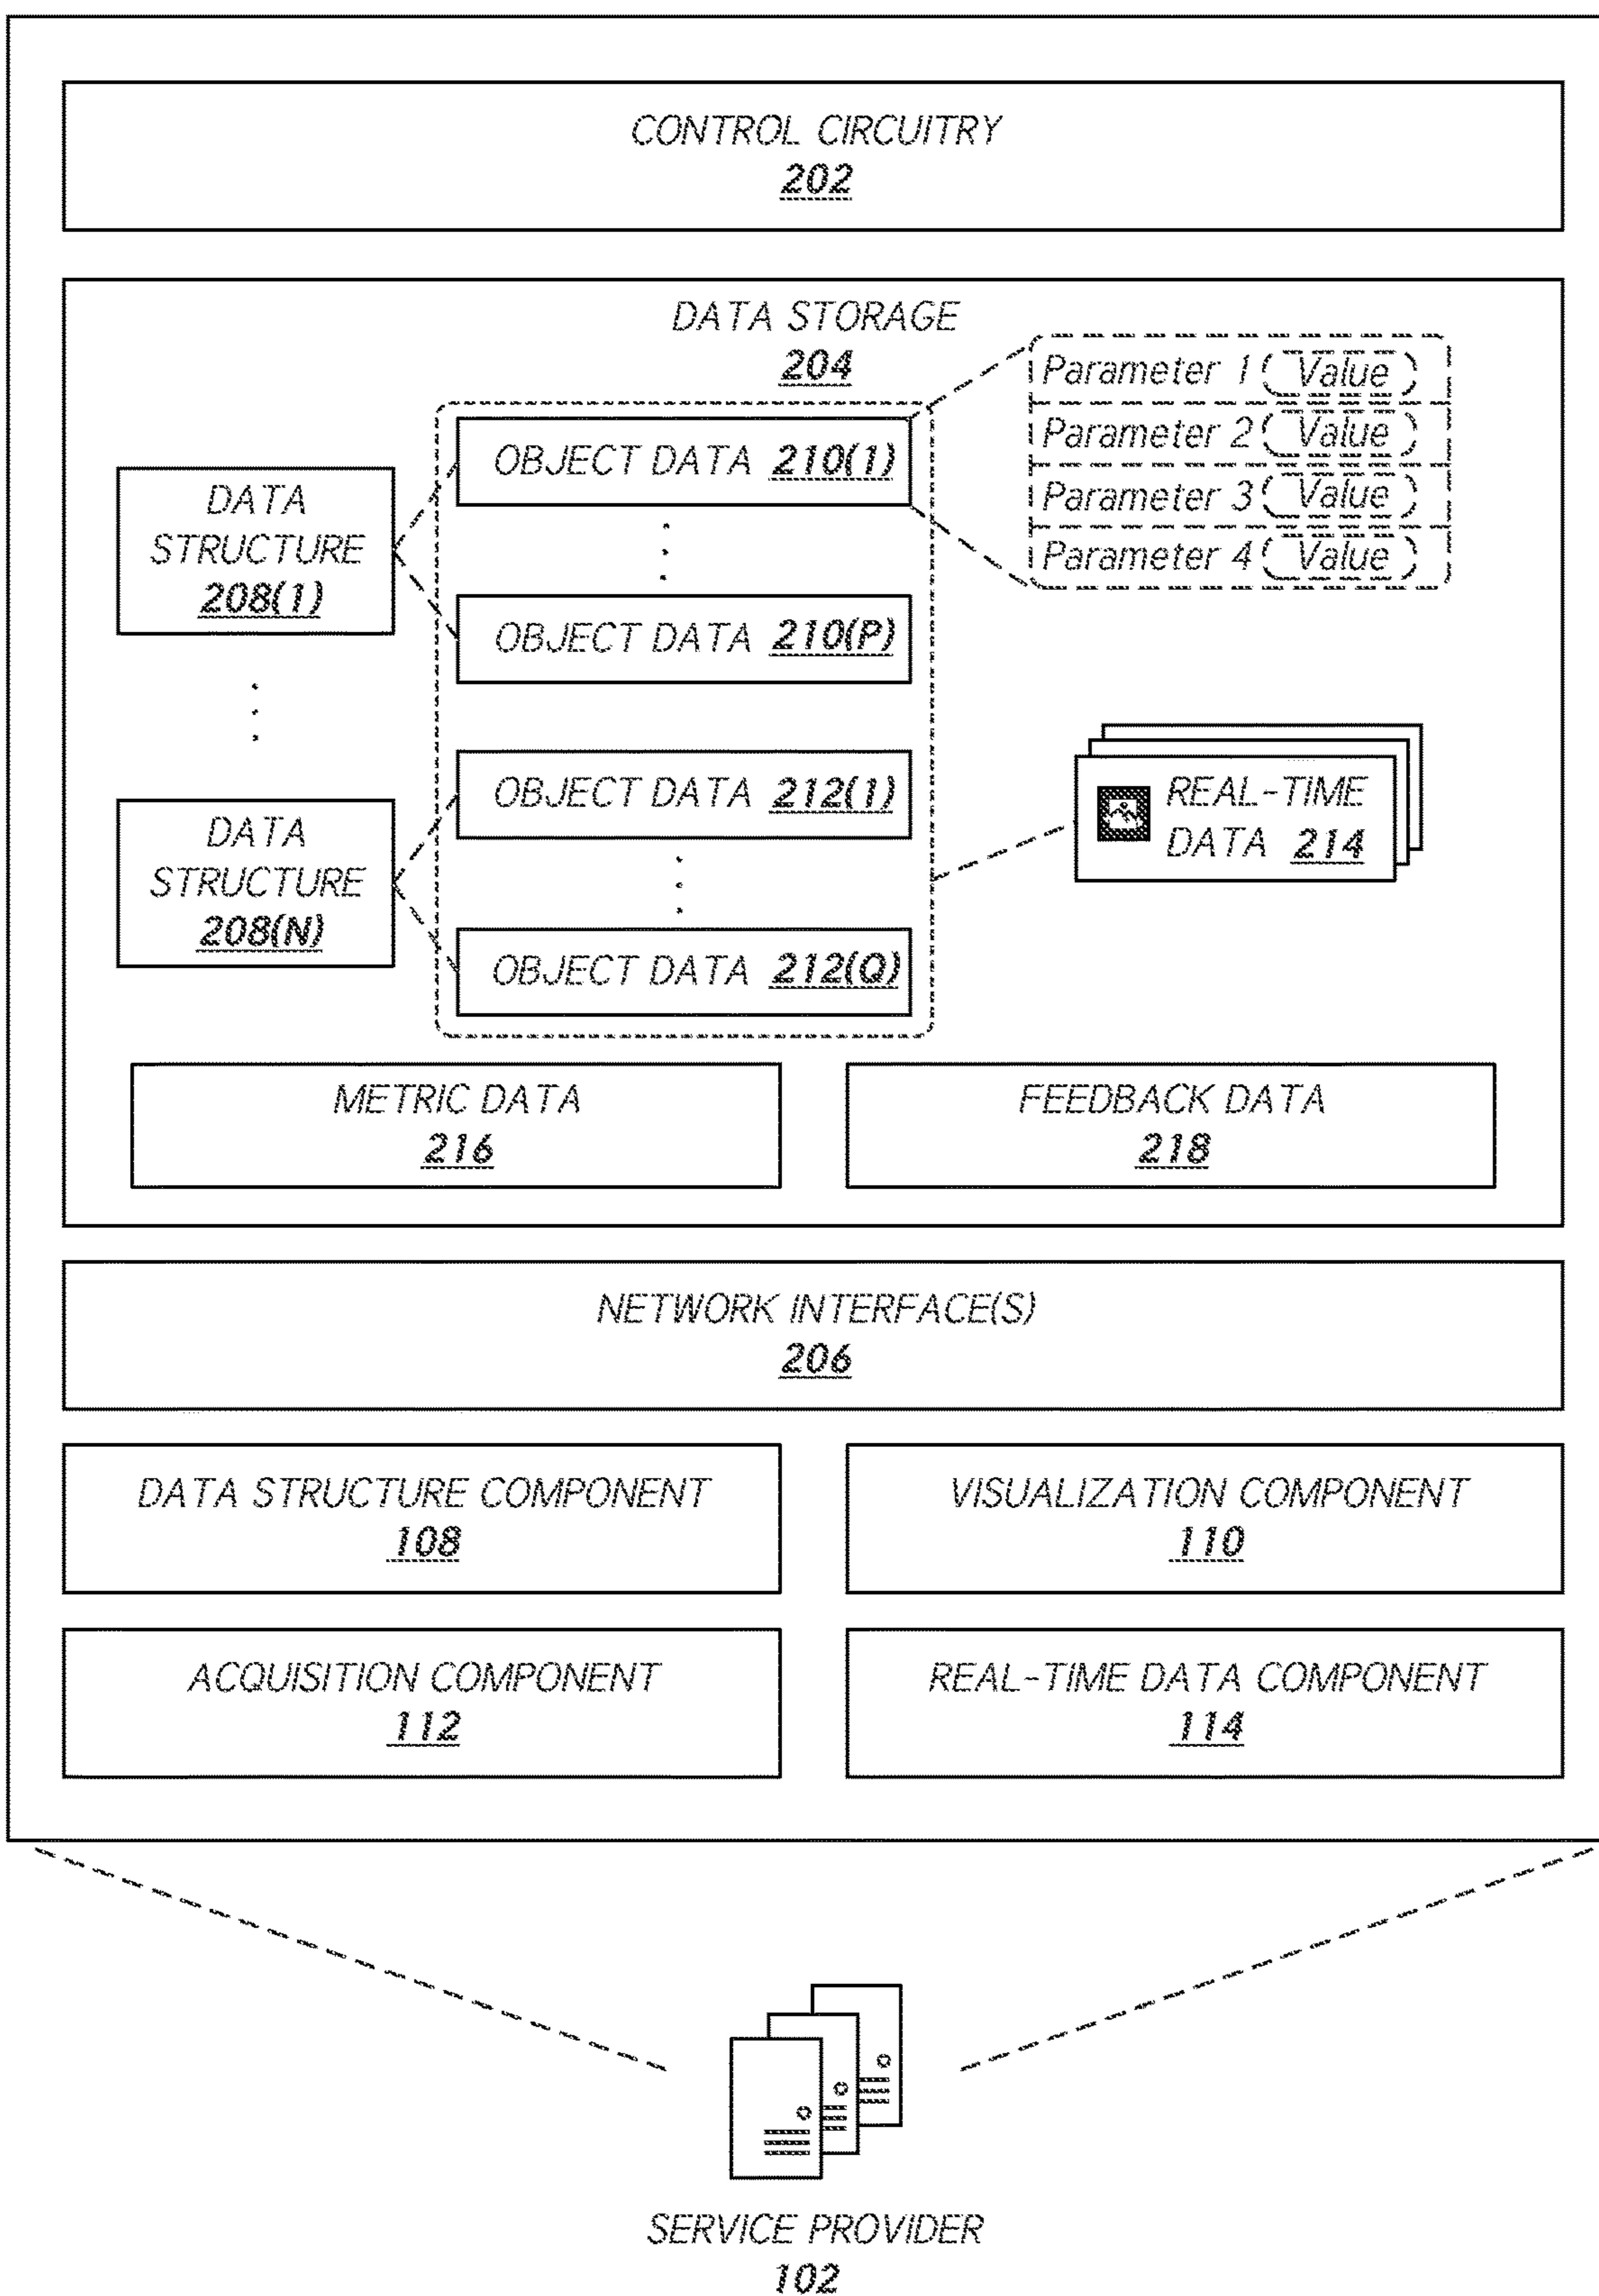 CONTROL CIRCUITRY
202
DATA STORAGE
204
Parameter 1 Value
Parameter 2 Value
Parameter 3 Value
Parameter 4 Value
DATA
STRUCTURE
208(1)
OBJECT DATA 210(1)
OBJECT DATA 210(P)
DATA
STRUCTURE
208(N)
OBJECT DATA 212(1)
OBJECT DATA 212(Q)
REAL-TIME
DATA 214
METRIC DATA
216
FEEDBACK DATA
218
NETWORK INTERFACE(S)
206
DATA STRUCTURE COMPONENT
108
VISUALIZATION COMPONENT
110
ACQUISITION COMPONENT
112
REAL-TIME DATA COMPONENT
114
SERVICE PROVIDER
102